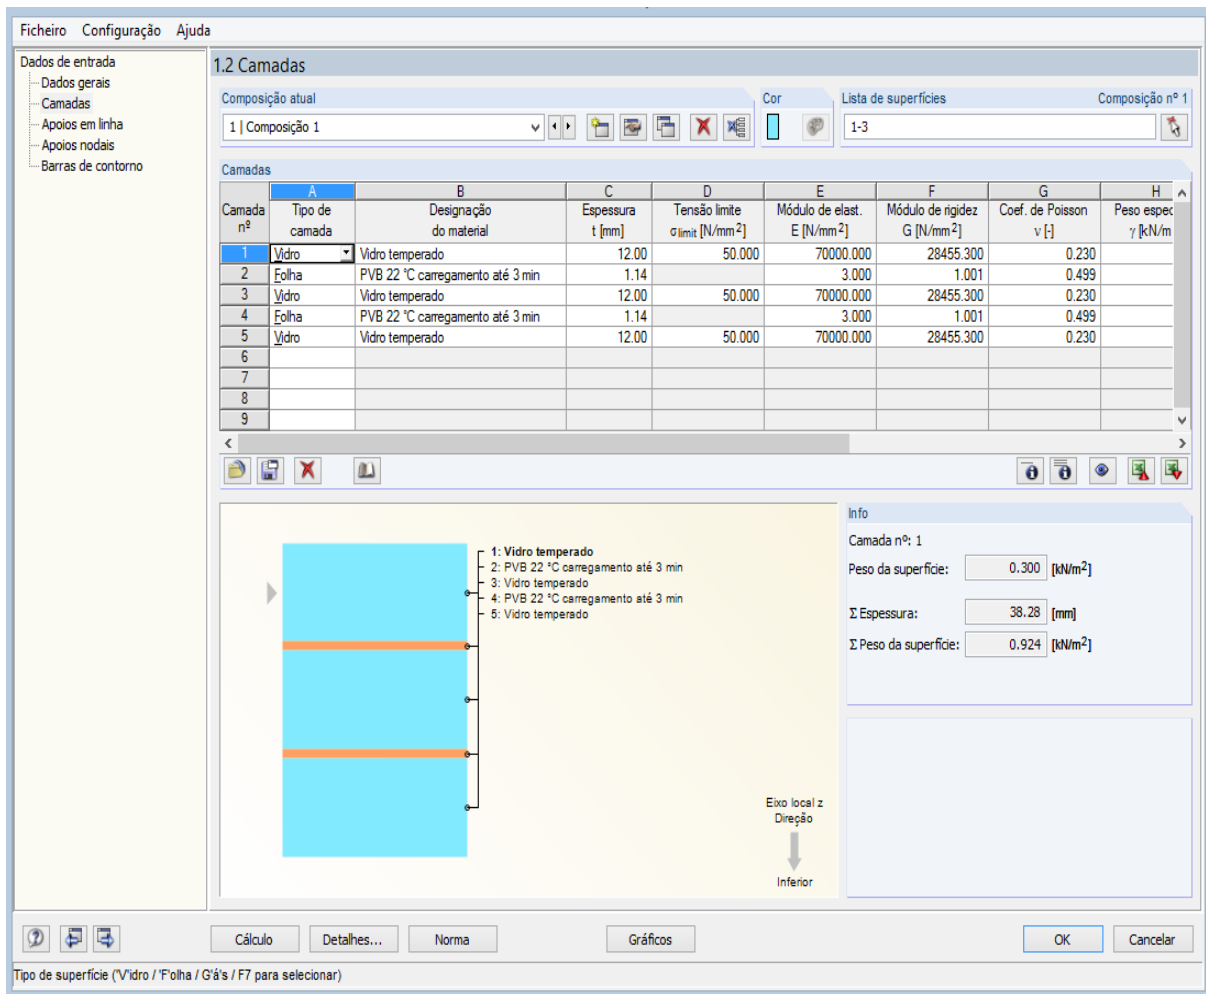 Ficheiro Configuração Ajuda
Dados de entrada
Dados gerais
Camadas
Apoios em linha
Apoios nodais
Barras de contorno
1.2 Camadas
Composição atual Cor Lista de superfícies Composição nº 1
1 | Composição 1 1-3
Camadas
A B C D E F G H
Camada Tipo de Designação Espessura Tensão limite Módulo de elast. Módulo de rigidez Coef. de Poisson Peso espec
nº camada do material t [mm] σlimit [N/mm²] E [N/mm²] G [N/mm²] ν [-] γ [kN/m
1 Vidro Vidro temperado 12.00 50.000 70000.000 28455.300 0.230
2 Folha PVB 22 °C carregamento até 3 min 1.14 3.000 1.001 0.499
3 Vidro Vidro temperado 12.00 50.000 70000.000 28455.300 0.230
4 Folha PVB 22 °C carregamento até 3 min 1.14 3.000 1.001 0.499
5 Vidro Vidro temperado 12.00 50.000 70000.000 28455.300 0.230
6
7
8
9
1: Vidro temperado
2: PVB 22 °C carregamento até 3 min
3: Vidro temperado
4: PVB 22 °C carregamento até 3 min
5: Vidro temperado
Eixo local z
Direção
Inferior
Info
Camada nº: 1
Peso da superfície: 0.300 [kN/m²]
Σ Espessura: 38.28 [mm]
Σ Peso da superfície: 0.924 [kN/m²]
Cálculo Detalhes... Norma Gráficos OK Cancelar
Tipo de superfície ('V'idro / 'F'olha / G'á's / F7 para selecionar)